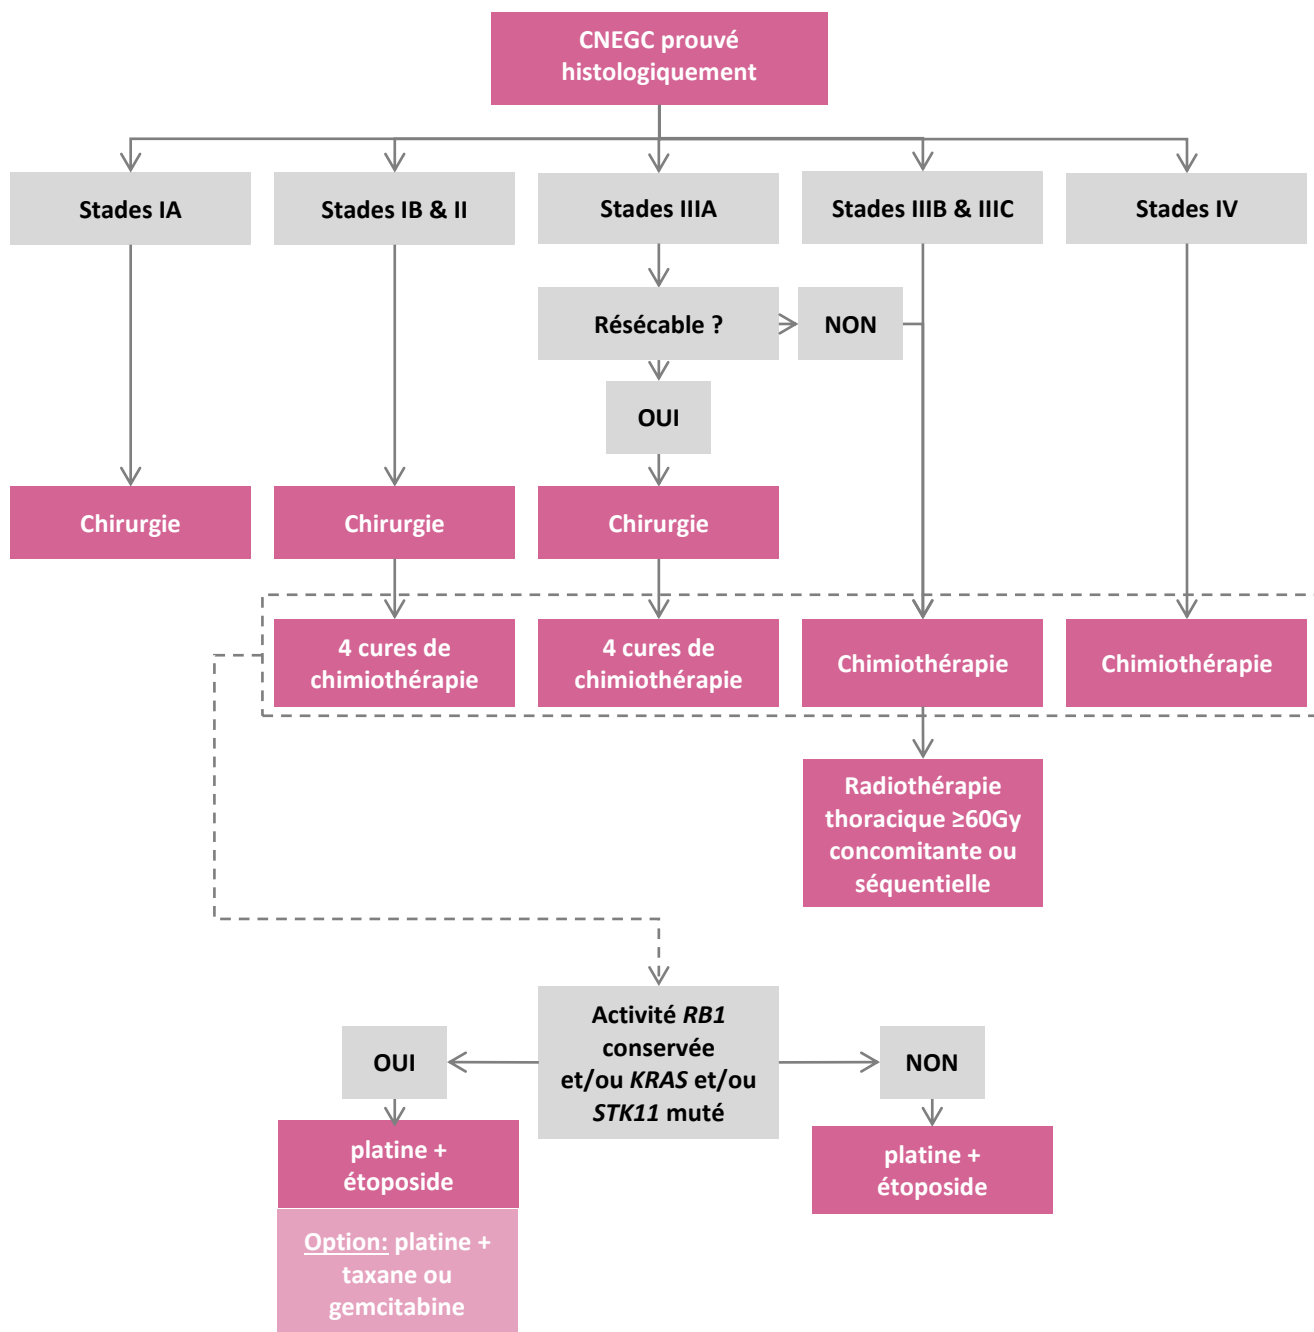 CNEGC prouvé
histologiquement
Stades IA
Stades IB & II
Stades IIIA
Stades IIIB & IIIC
Stades IV
Résécable ?
NON
OUI
Chirurgie
Chirurgie
Chirurgie
4 cures de
chimiothérapie
4 cures de
chimiothérapie
Chimiothérapie
Chimiothérapie
Radiothérapie
thoracique ≥60Gy
concomitante ou
séquentielle
Activité RB1
conservée
et/ou KRAS et/ou
STK11 muté
OUI
NON
platine +
étoposide
Option: platine +
taxane ou
gemcitabine
platine +
étoposide